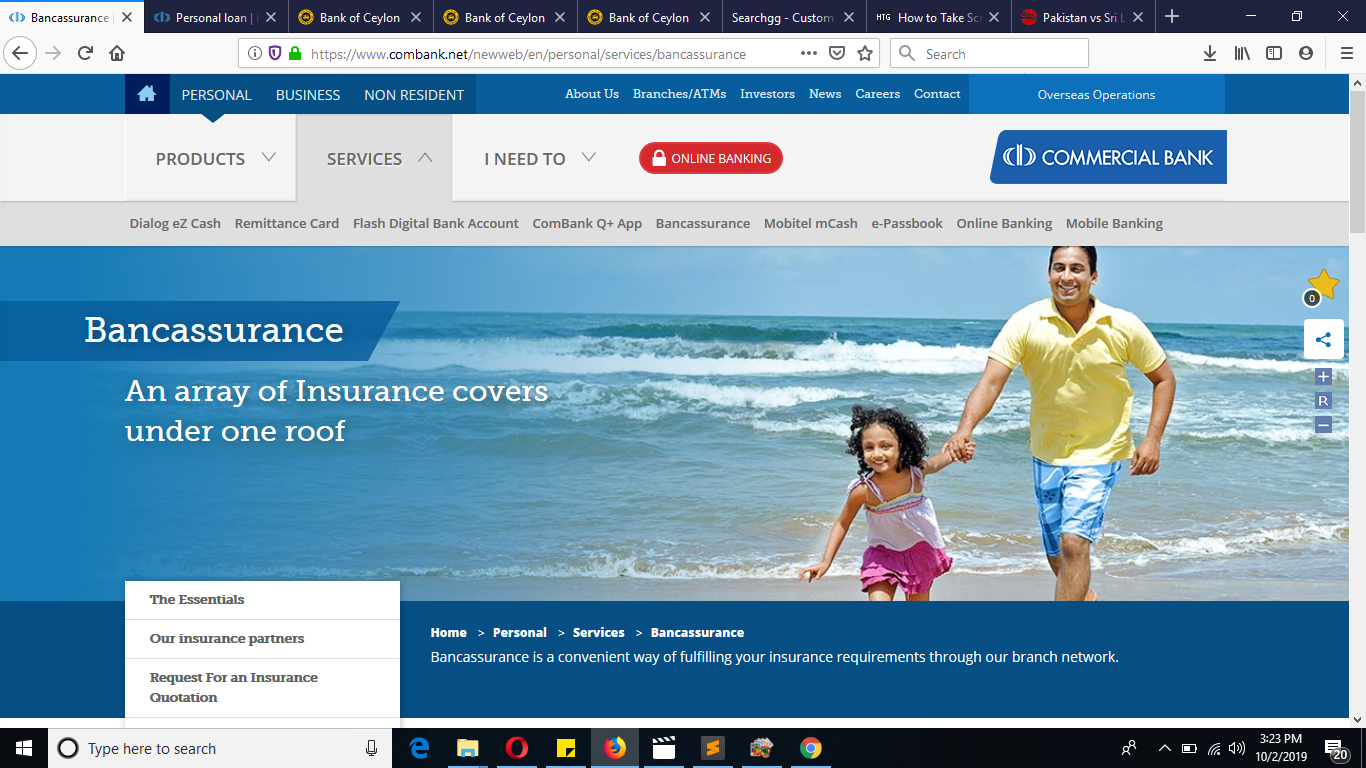 Bancassurance |
Personal loan |
Bank of Ceylon
Bank of Ceylon
Bank of Ceylon
Searchgg - Custom
HTG How to Take Sc
Pakistan vs Sri L
https://www.combank.net/newweb/en/personal/services/bancassurance
Search
PERSONAL BUSINESS NON RESIDENT
About Us Branches/ATMs Investors News Careers Contact
Overseas Operations
PRODUCTS SERVICES I NEED TO
ONLINE BANKING
COMMERCIAL BANK
Dialog eZ Cash Remittance Card Flash Digital Bank Account ComBank Q+ App Bancassurance Mobitel mCash e-Passbook Online Banking Mobile Banking
0
+
R
−
Bancassurance
An array of Insurance covers
under one roof
The Essentials
Our insurance partners
Request For an Insurance
Quotation
Home > Personal > Services > Bancassurance
Bancassurance is a convenient way of fulfilling your insurance requirements through our branch network.
Type here to search
3:23 PM
10/2/2019
20